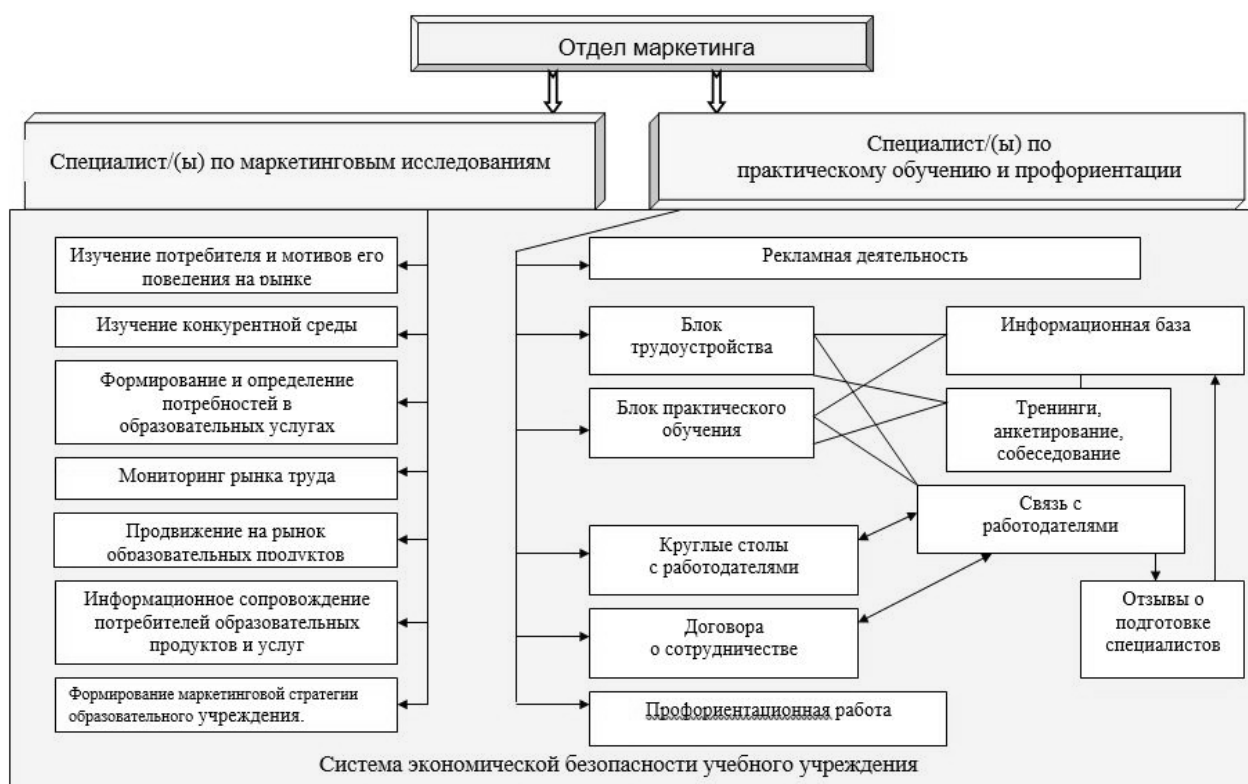 Отдел маркетинга
Специалист/(ы) по маркетинговым исследованиям
Специалист/(ы) по
практическому обучению и профориентации
Изучение потребителя и мотивов его
поведения на рынке
Изучение конкурентной среды
Формирование и определение
потребностей в
образовательных услугах
Мониторинг рынка труда
Продвижение на рынок
образовательных продуктов
Информационное сопровождение
потребителей образовательных
продуктов и услуг
Формирование маркетинговой стратегии
образовательного учреждения.
Рекламная деятельность
Блок
трудоустройства
Блок практического
обучения
Круглые столы
с работодателями
Договора
о сотрудничестве
Профориентационная работа
Информационная база
Тренинги,
анкетирование,
собеседование
Связь с
работодателями
Отзывы о
подготовке
специалистов
Система экономической безопасности учебного учреждения